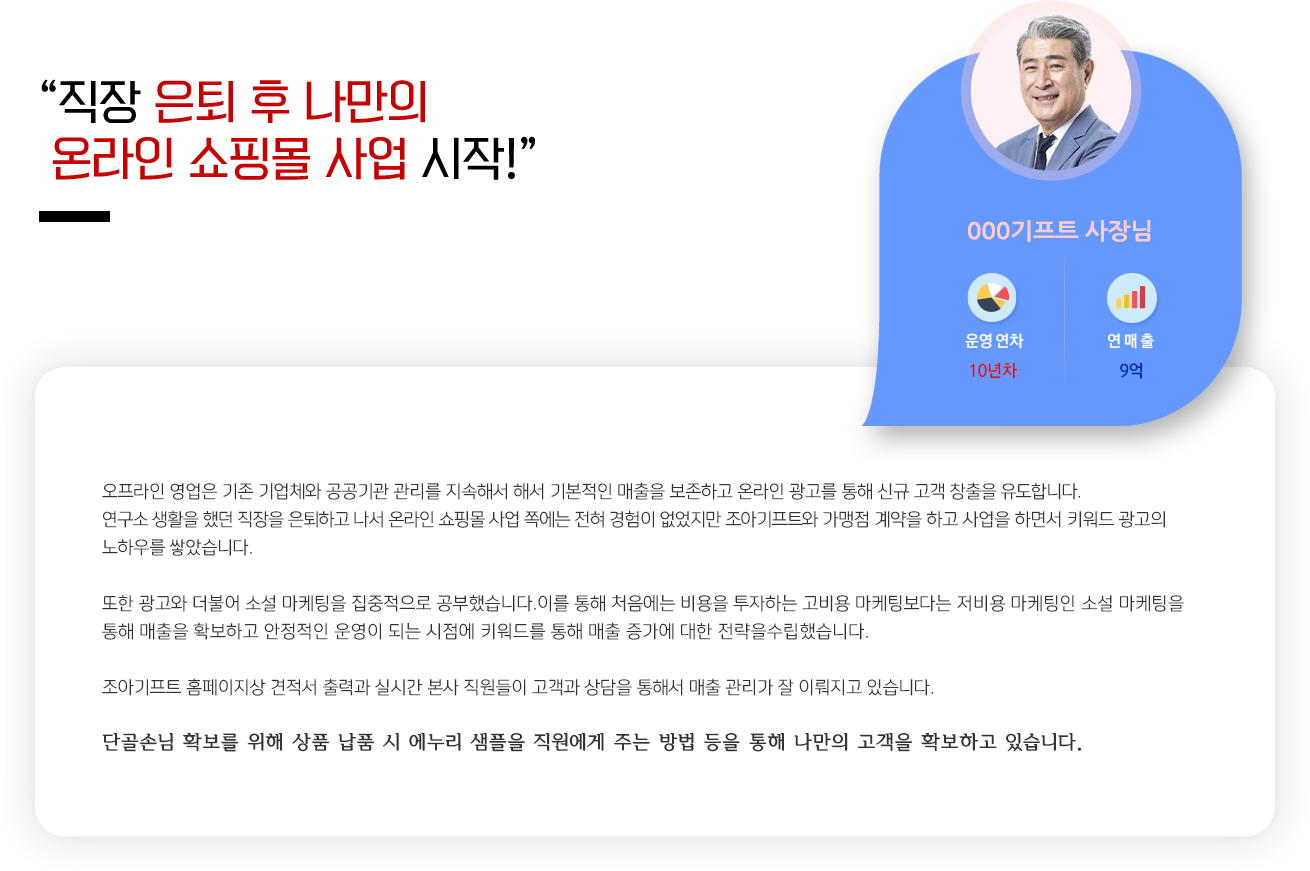 “직장 은퇴 후 나만의
온라인 쇼핑몰 사업 시작!”
000기프트 사장님
운영 연차
연 매 출
10년차
9억
오프라인 영업은 기존 기업체와 공공기관 관리를 지속해서 해서 기본적인 매출을 보존하고 온라인 광고를 통해 신규 고객 창출을 유도합니다.
연구소 생활을 했던 직장을 은퇴하고 나서 온라인 쇼핑몰 사업 쪽에는 전혀 경험이 없었지만 조아기프트와 가맹점 계약을 하고 사업을 하면서 키워드 광고의
노하우를 쌓았습니다.
또한 광고와 더불어 소설 마케팅을 집중적으로 공부했습니다.이를 통해 처음에는 비용을 투자하는 고비용 마케팅보다는 저비용 마케팅인 소설 마케팅을
통해 매출을 확보하고 안정적인 운영이 되는 시점에 키워드를 통해 매출 증가에 대한 전략을수립했습니다.
조아기프트 홈페이지상 견적서 출력과 실시간 본사 직원들이 고객과 상담을 통해서 매출 관리가 잘 이뤄지고 있습니다.
단골손님 확보를 위해 상품 납품 시 에누리 샘플을 직원에게 주는 방법 등을 통해 나만의 고객을 확보하고 있습니다.